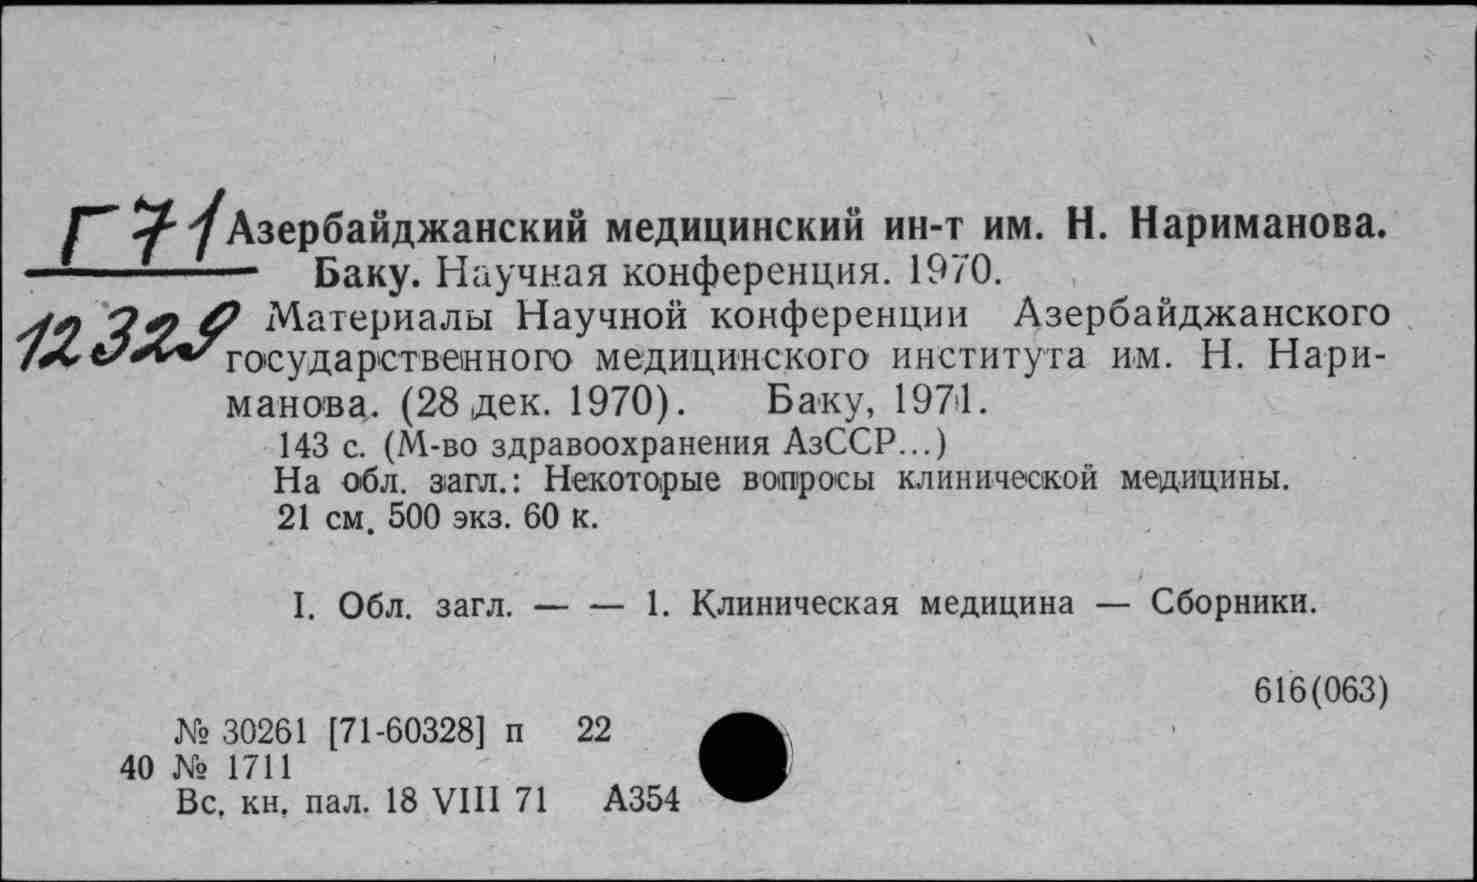 Г71
12329
Азербайджанский медицинский ин-т им. Н. Нариманова.
Баку. Научная конференция. 1970.
Материалы Научной конференции Азербайджанского
государственного медицинского института им. Н. Нари-
манова. (28 дек. 1970). Баку, 1971.
143 с. (М-во здравоохранения АзССР...)
На обл. загл.: Некоторые вопросы клинической медицины.
21 см. 500 экз. 60 к.
I. Обл. загл. — — 1. Клиническая медицина — Сборники.
616(063)
№ 30261 [71-60328] п 22
40 № 1711
Вс. кн. пал. 18 VIII 71 А354